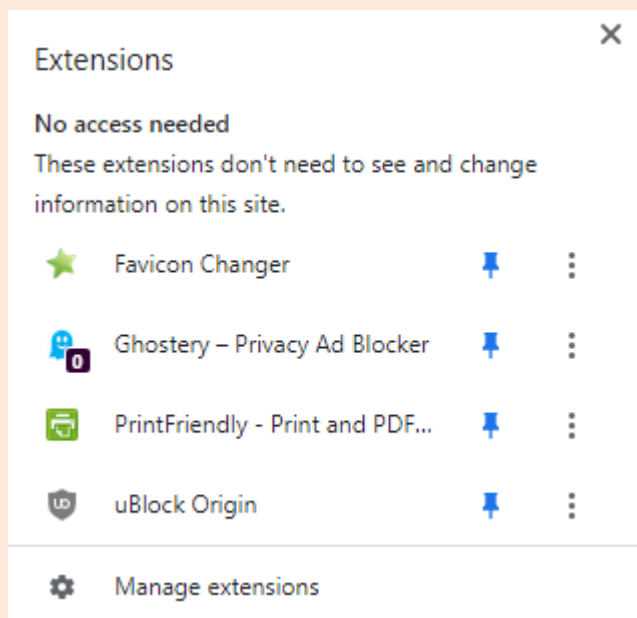 Extensions
No access needed
These extensions don't need to see and change
information on this site.
Favicon Changer
0
Ghostery – Privacy Ad Blocker
PrintFriendly - Print and PDF...
uBlock Origin
Manage extensions